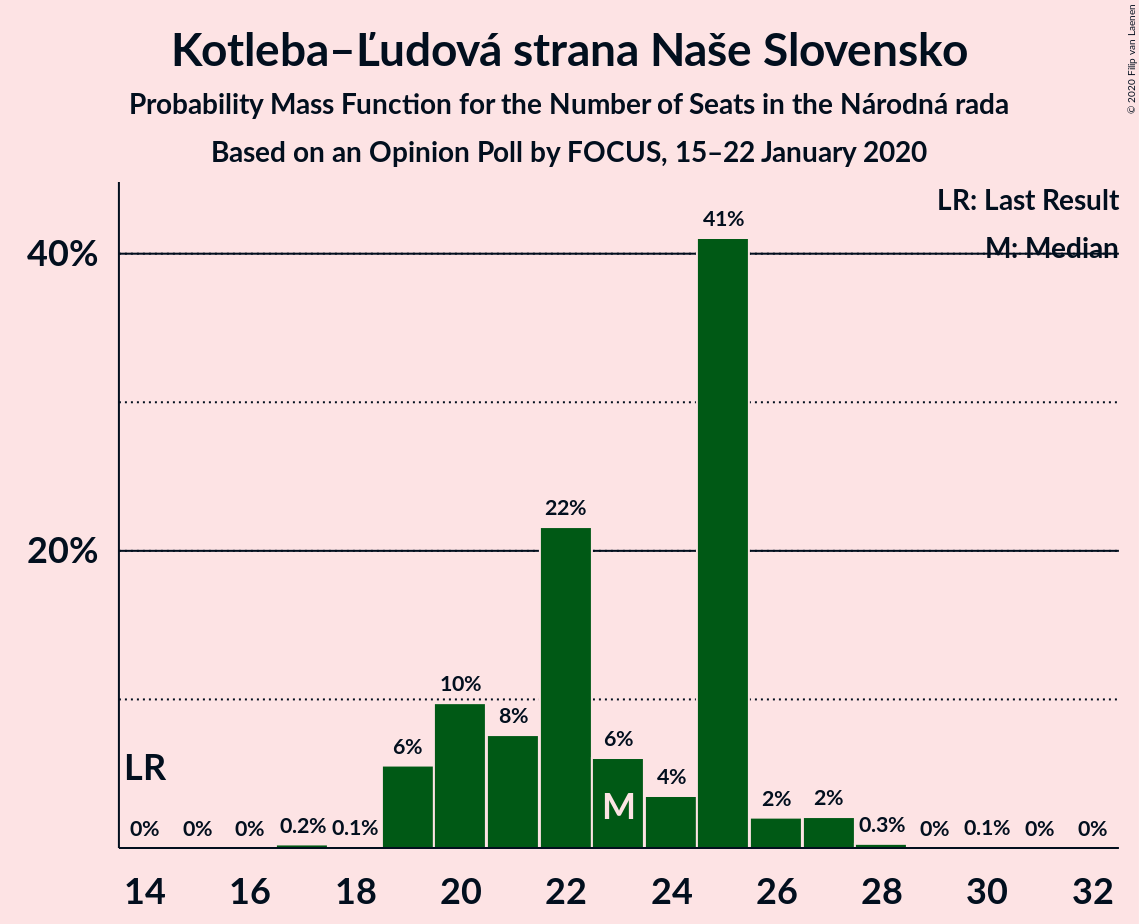 Kotleba–Ľudová strana Naše Slovensko
Probability Mass Function for the Number of Seats in the Národná rada
Based on an Opinion Poll by FOCUS, 15–22 January 2020
© 2020 Filip van Laenen
LR: Last Result
M: Median
40%
20%
LR
0% 0% 0% 0.2% 0.1% 6% 10% 8% 22% 6% 4% 41% 2% 2% 0.3% 0% 0.1% 0% 0%
M
14 16 18 20 22 24 26 28 30 32